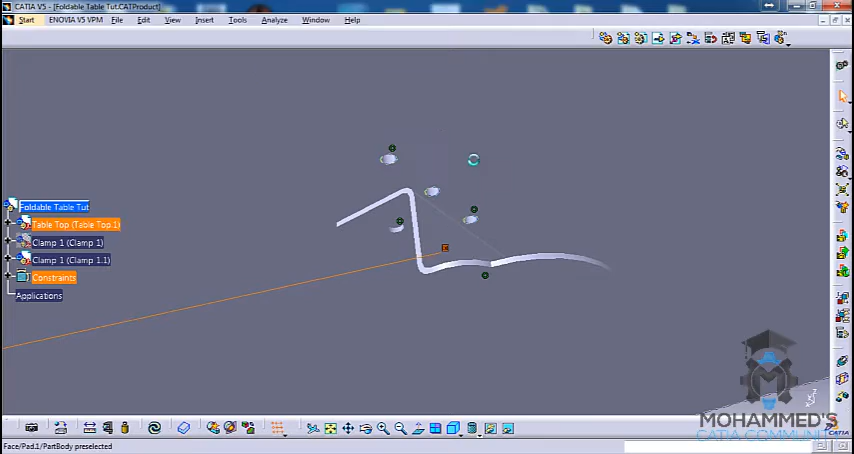 CATIA V5 - [Foldable Table Tut.CATProduct]
Start ENOVIA V5 VPM File Edit View Insert Tools Analyze Window Help
Foldable Table Tut
Table Top (Table Top.1)
Clamp 1 (Clamp 1)
Clamp 1 (Clamp 1.1)
Constraints
Applications
MOHAMMED'S
CATIA COMMUNIT
Face/Pad.1/PartBody preselected